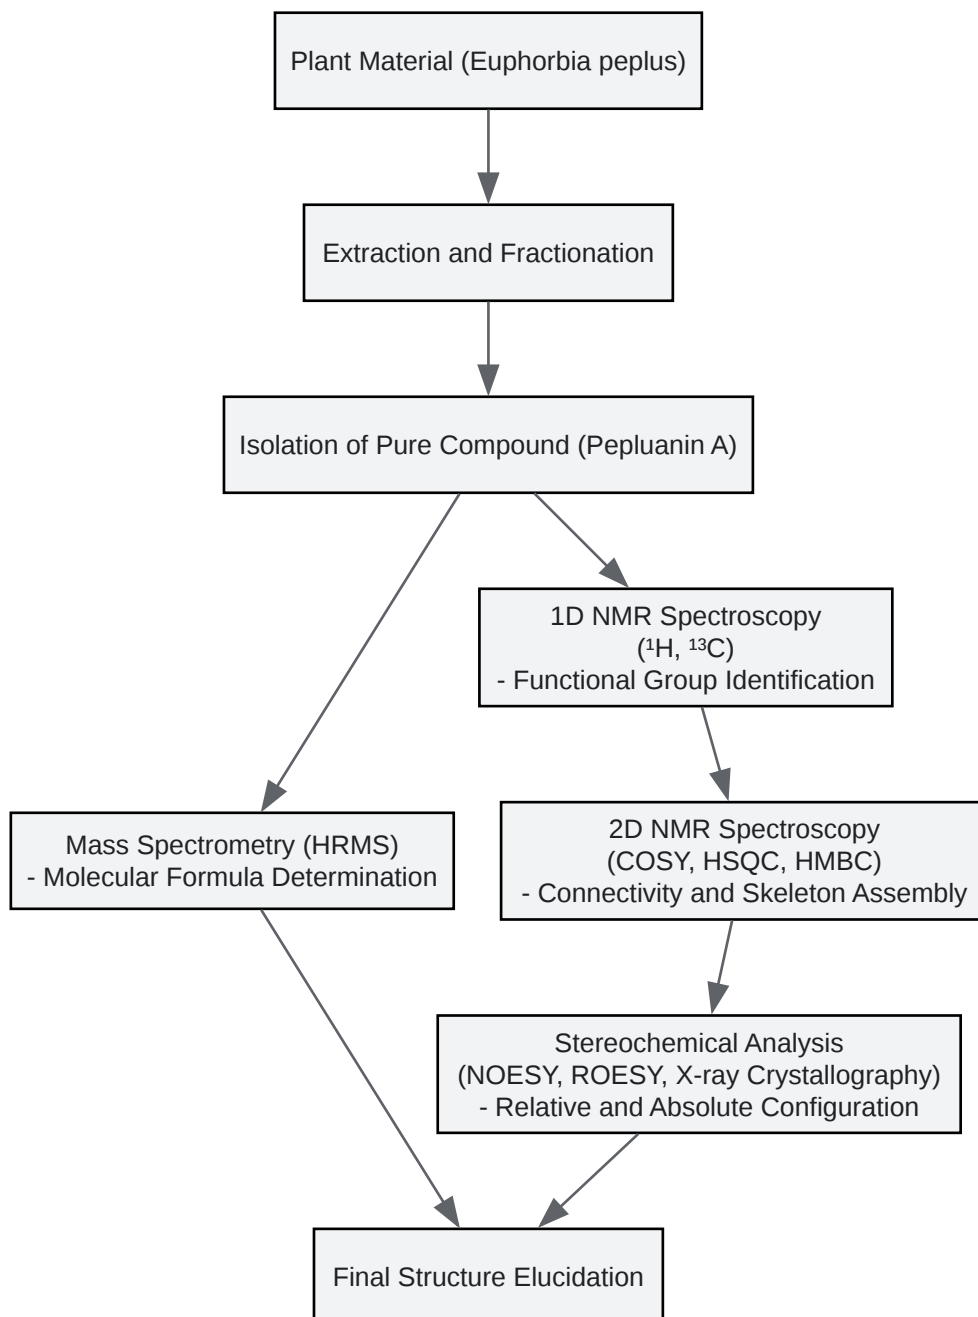 Plant Material (Euphorbia peplus)
Extraction and Fractionation
Isolation of Pure Compound (Pepluanin A)
1D NMR Spectroscopy
(¹H, ¹³C)
- Functional Group Identification
Mass Spectrometry (HRMS)
- Molecular Formula Determination
2D NMR Spectroscopy
(COSY, HSQC, HMBC)
- Connectivity and Skeleton Assembly
Stereochemical Analysis
(NOESY, ROESY, X-ray Crystallography)
- Relative and Absolute Configuration
Final Structure Elucidation